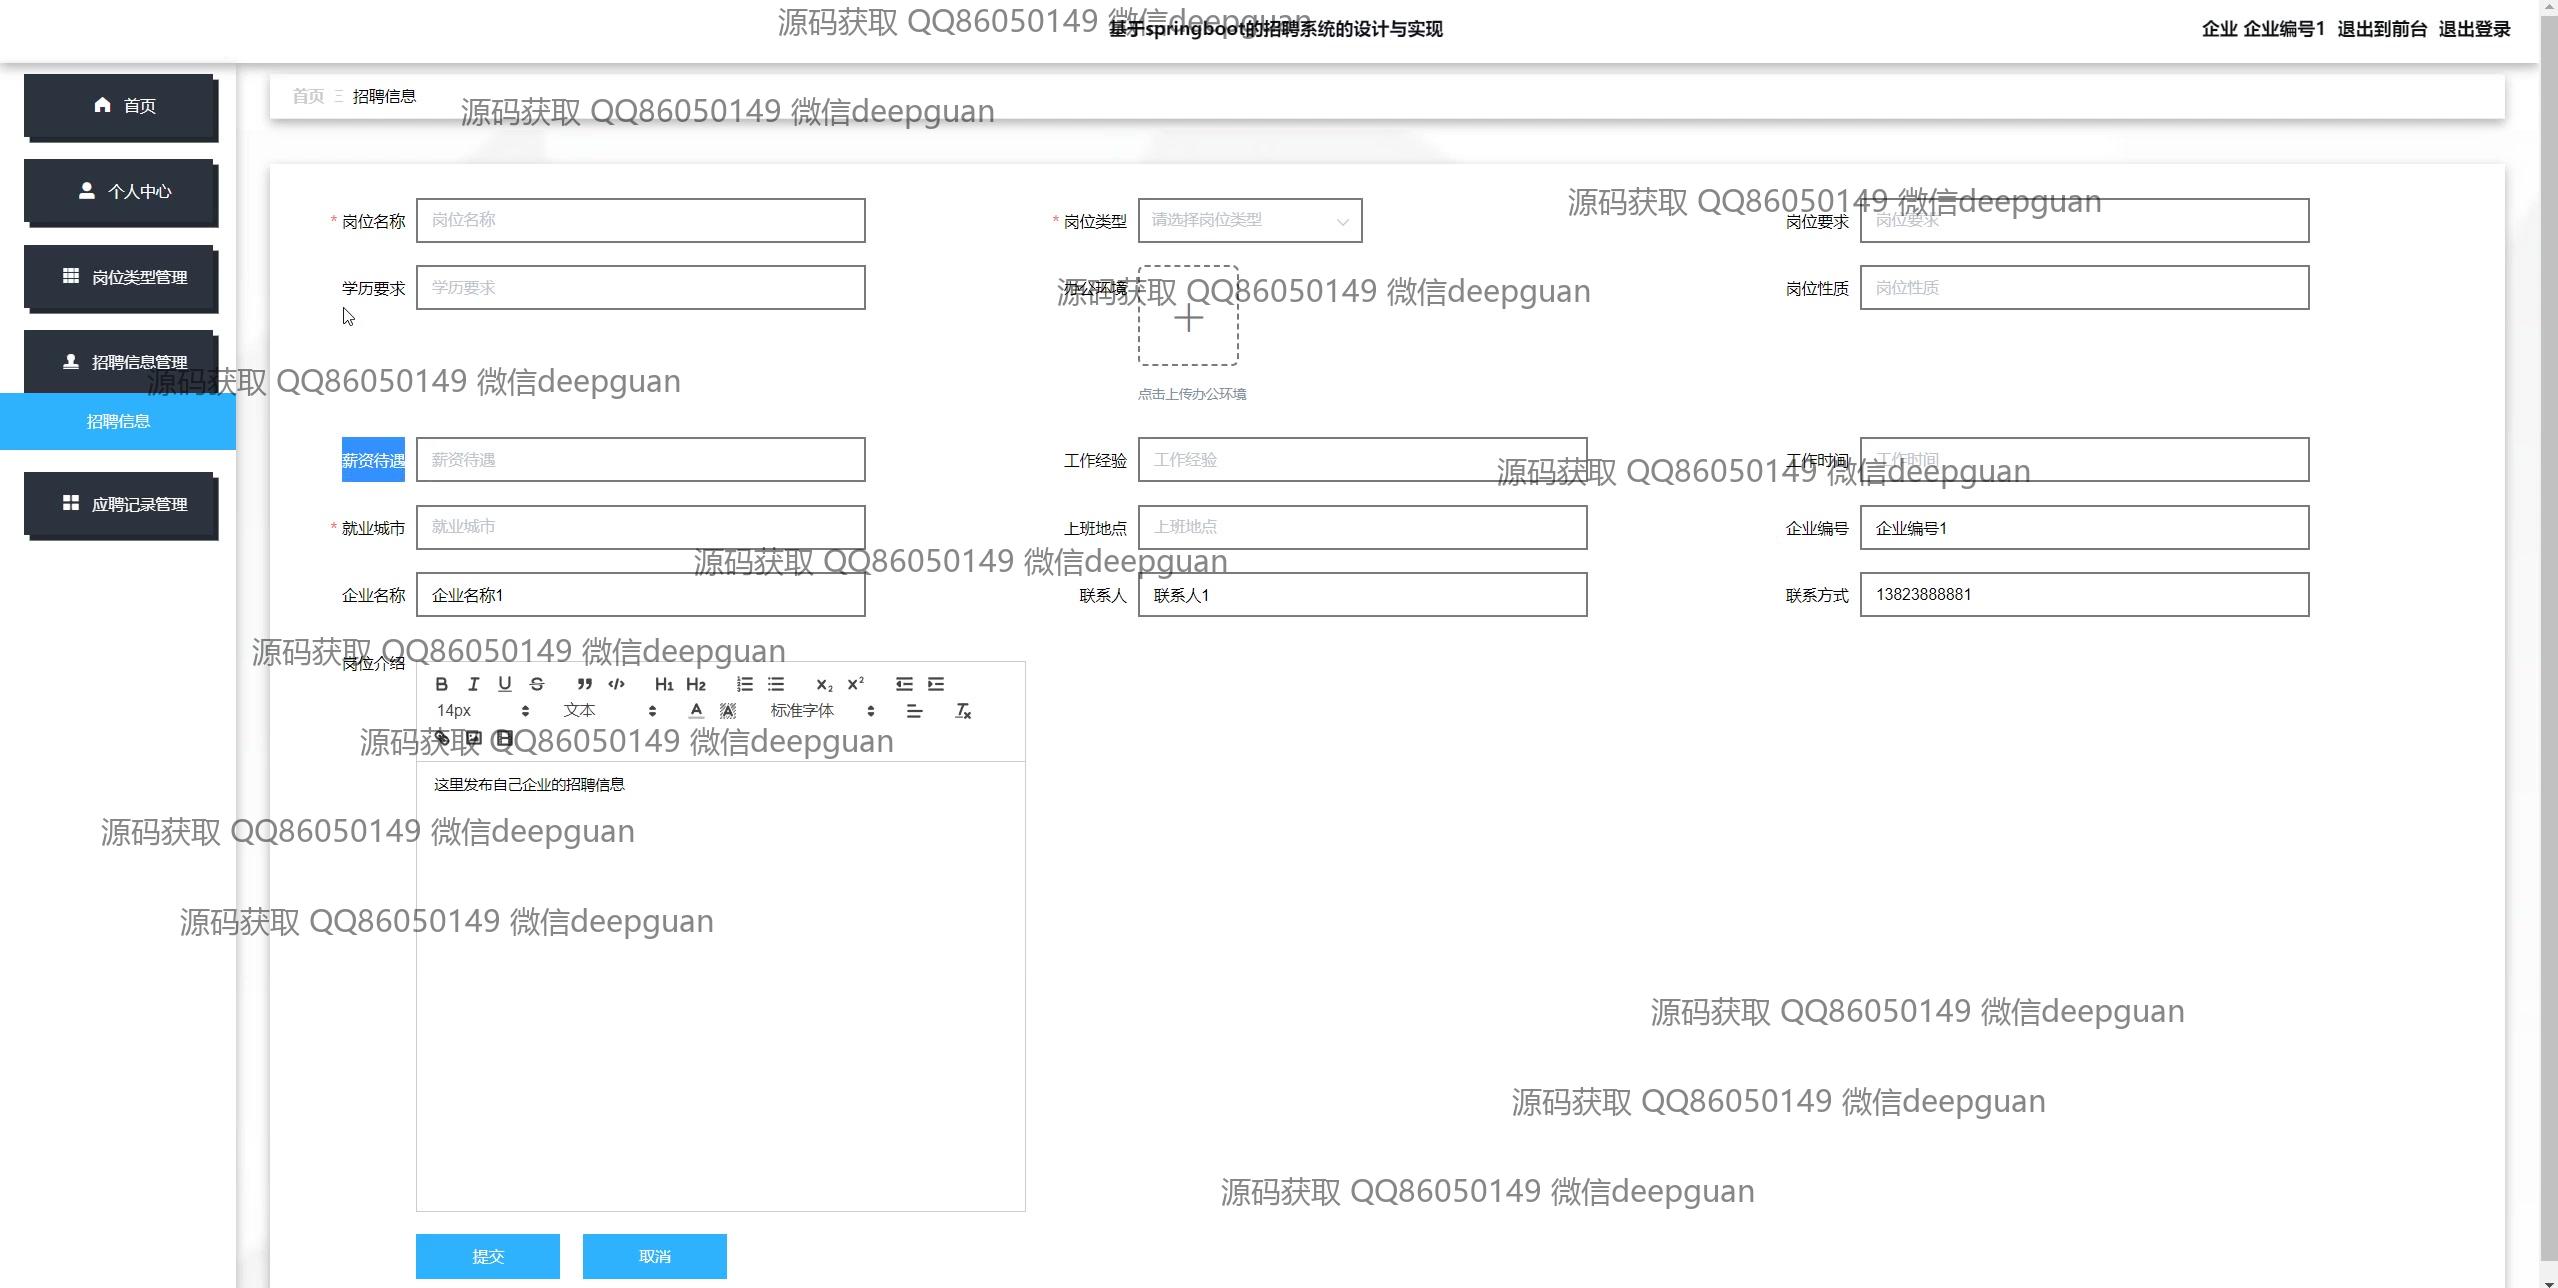 源码获取 QQ86050149 微信deepguan
基于springboot的招聘系统的设计与实现
企业 企业编号1 退出到前台 退出登录
首页
个人中心
岗位类型管理
招聘信息管理
招聘信息
应聘记录管理
首页 招聘信息
源码获取 QQ86050149 微信deepguan
源码获取 QQ86050149 微信deepguan
* 岗位名称 岗位名称
* 岗位类型 请选择岗位类型
岗位要求 岗位要求
学历要求 学历要求
办公环境
岗位性质 岗位性质
源码获取 QQ86050149 微信deepguan
源码获取 QQ86050149 微信deepguan
点击上传办公环境
薪资待遇 薪资待遇
工作经验 工作经验
工作时间 工作时间
源码获取 QQ86050149 微信deepguan
* 就业城市 就业城市
上班地点 上班地点
企业编号 企业编号1
源码获取 QQ86050149 微信deepguan
企业名称 企业名称1
联系人 联系人1
联系方式 13823888881
源码获取 QQ86050149 微信deepguan
岗位介绍
B I U S H1 H2 X2 X2
14px 文本 A A 标准字体 Tx
源码获取 QQ86050149 微信deepguan
这里发布自己企业的招聘信息
源码获取 QQ86050149 微信deepguan
源码获取 QQ86050149 微信deepguan
源码获取 QQ86050149 微信deepguan
源码获取 QQ86050149 微信deepguan
源码获取 QQ86050149 微信deepguan
提交 取消